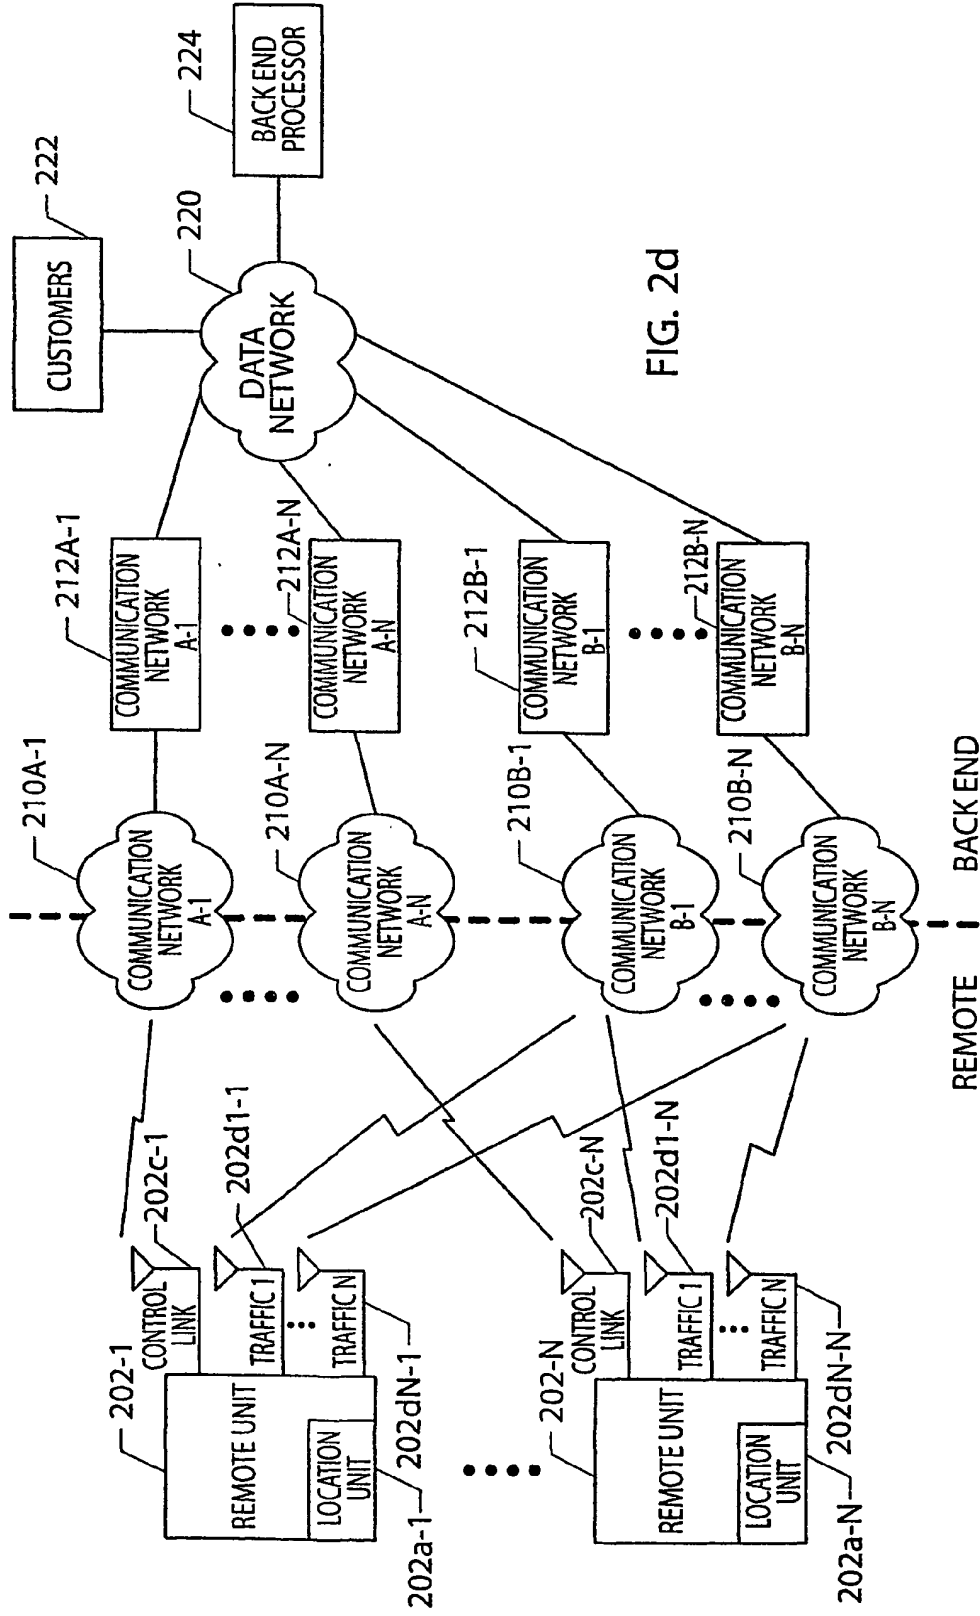 202-1
REMOTE UNIT
LOCATION
UNIT
202a-1
CONTROL
LINK
202c-1
TRAFFIC 1
202d1-1
TRAFFIC N
202dN-1
202-N
REMOTE UNIT
LOCATION
UNIT
202a-N
CONTROL
LINK
202c-N
TRAFFIC 1
202d1-N
TRAFFIC N
202dN-N
210A-1
COMMUNICATION
NETWORK
A-1
210A-N
COMMUNICATION
NETWORK
A-N
210B-1
COMMUNICATION
NETWORK
B-1
210B-N
COMMUNICATION
NETWORK
B-N
REMOTE
BACK END
212A-1
COMMUNICATION
NETWORK
A-1
212A-N
COMMUNICATION
NETWORK
A-N
212B-1
COMMUNICATION
NETWORK
B-1
212B-N
COMMUNICATION
NETWORK
B-N
220
DATA
NETWORK
222
CUSTOMERS
224
BACK END
PROCESSOR
FIG. 2d